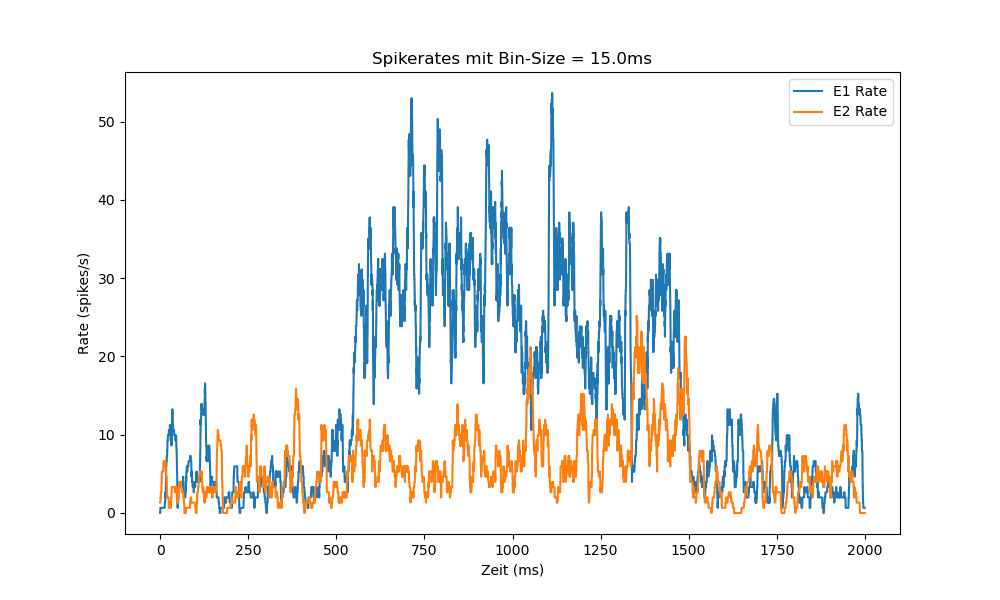 Spikerates mit Bin-Size = 15.0ms
E1 Rate
E2 Rate
Rate (spikes/s)
50
40
30
20
10
0
0 250 500 750 1000 1250 1500 1750 2000
Zeit (ms)